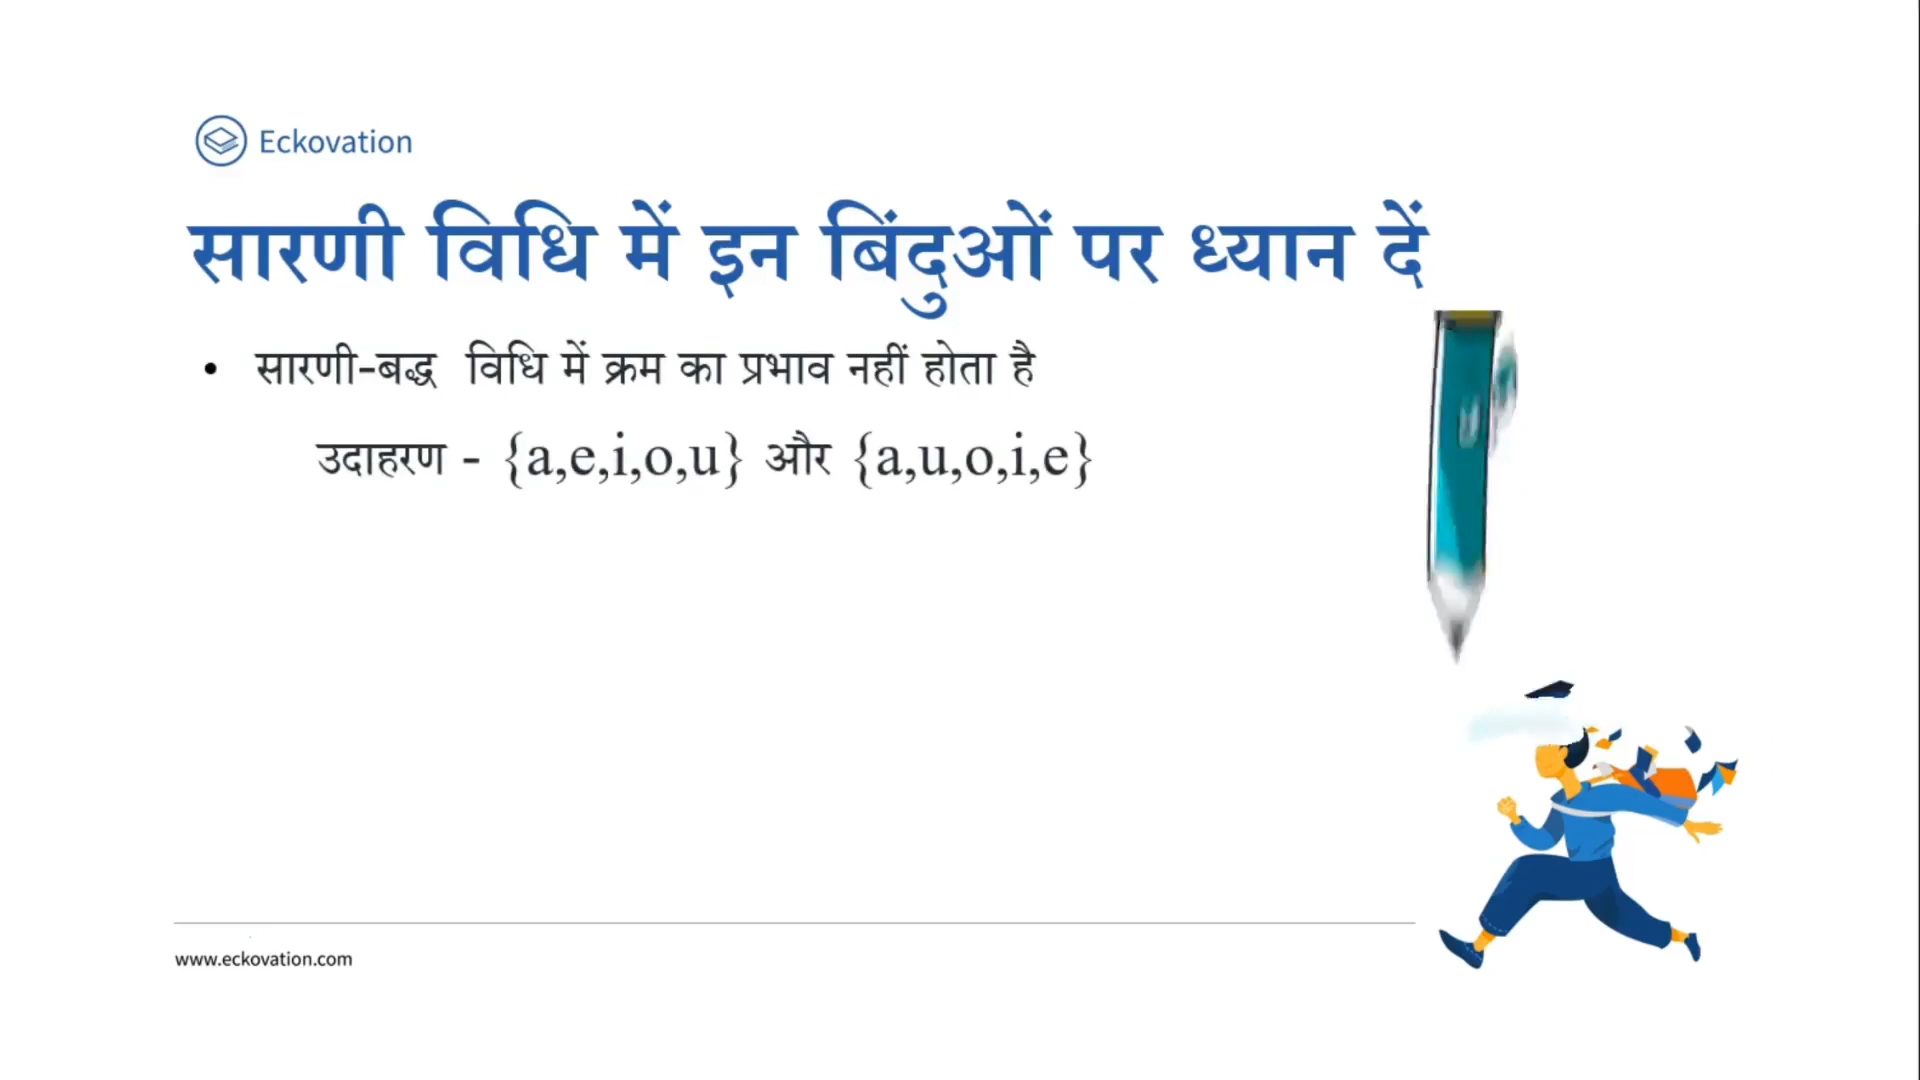 Eckovation
सारणी विधि में इन बिंदुओं पर ध्यान दें
• सारणी-बद्ध विधि में क्रम का प्रभाव नहीं होता है
उदाहरण - {a,e,i,o,u} और {a,u,o,i,e}
www.eckovation.com